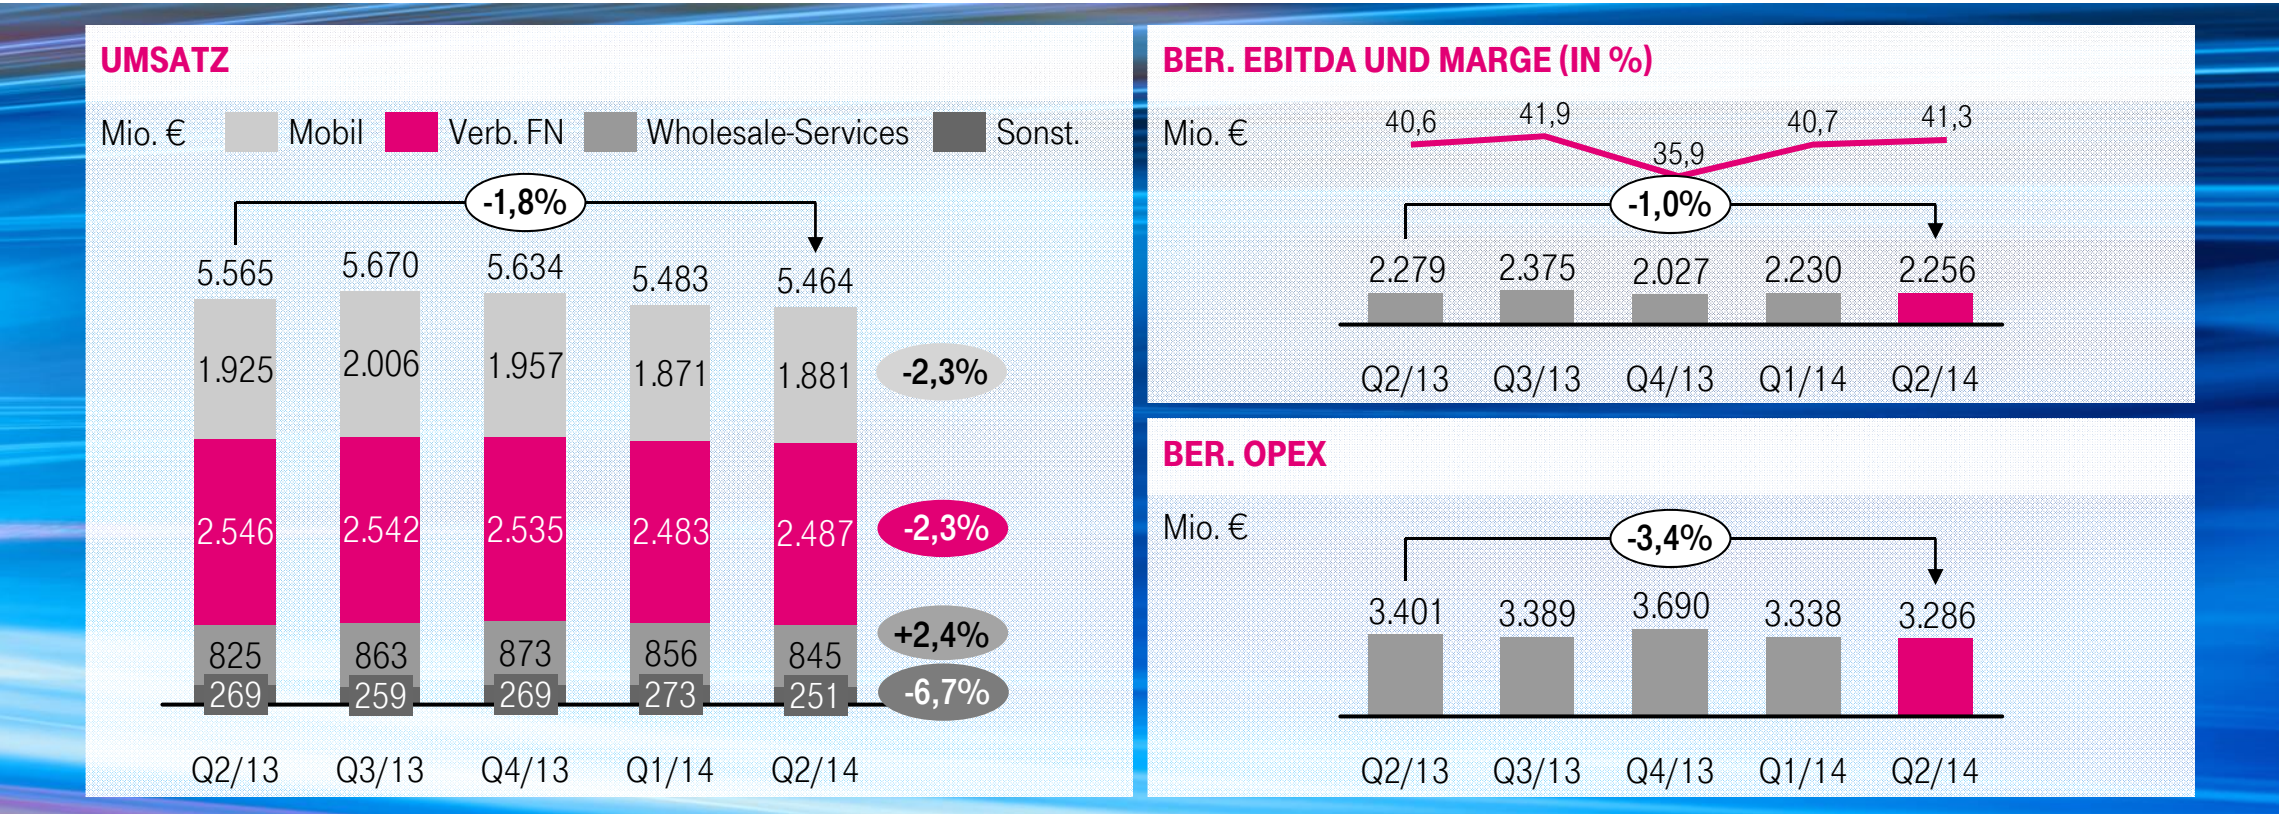 UMSATZ
Mio. € Mobil Verb. FN Wholesale-Services Sonst.
-1,8%
5.565 5.670 5.634 5.483 5.464
1.925 2.006 1.957 1.871 1.881 -2,3%
2.546 2.542 2.535 2.483 2.487 -2,3%
825 863 873 856 845 +2,4%
269 259 269 273 251 -6,7%
Q2/13 Q3/13 Q4/13 Q1/14 Q2/14
BER. EBITDA UND MARGE (IN %)
Mio. € 40,6 41,9 35,9 40,7 41,3
-1,0%
2.279 2.375 2.027 2.230 2.256
Q2/13 Q3/13 Q4/13 Q1/14 Q2/14
BER. OPEX
Mio. €
-3,4%
3.401 3.389 3.690 3.338 3.286
Q2/13 Q3/13 Q4/13 Q1/14 Q2/14